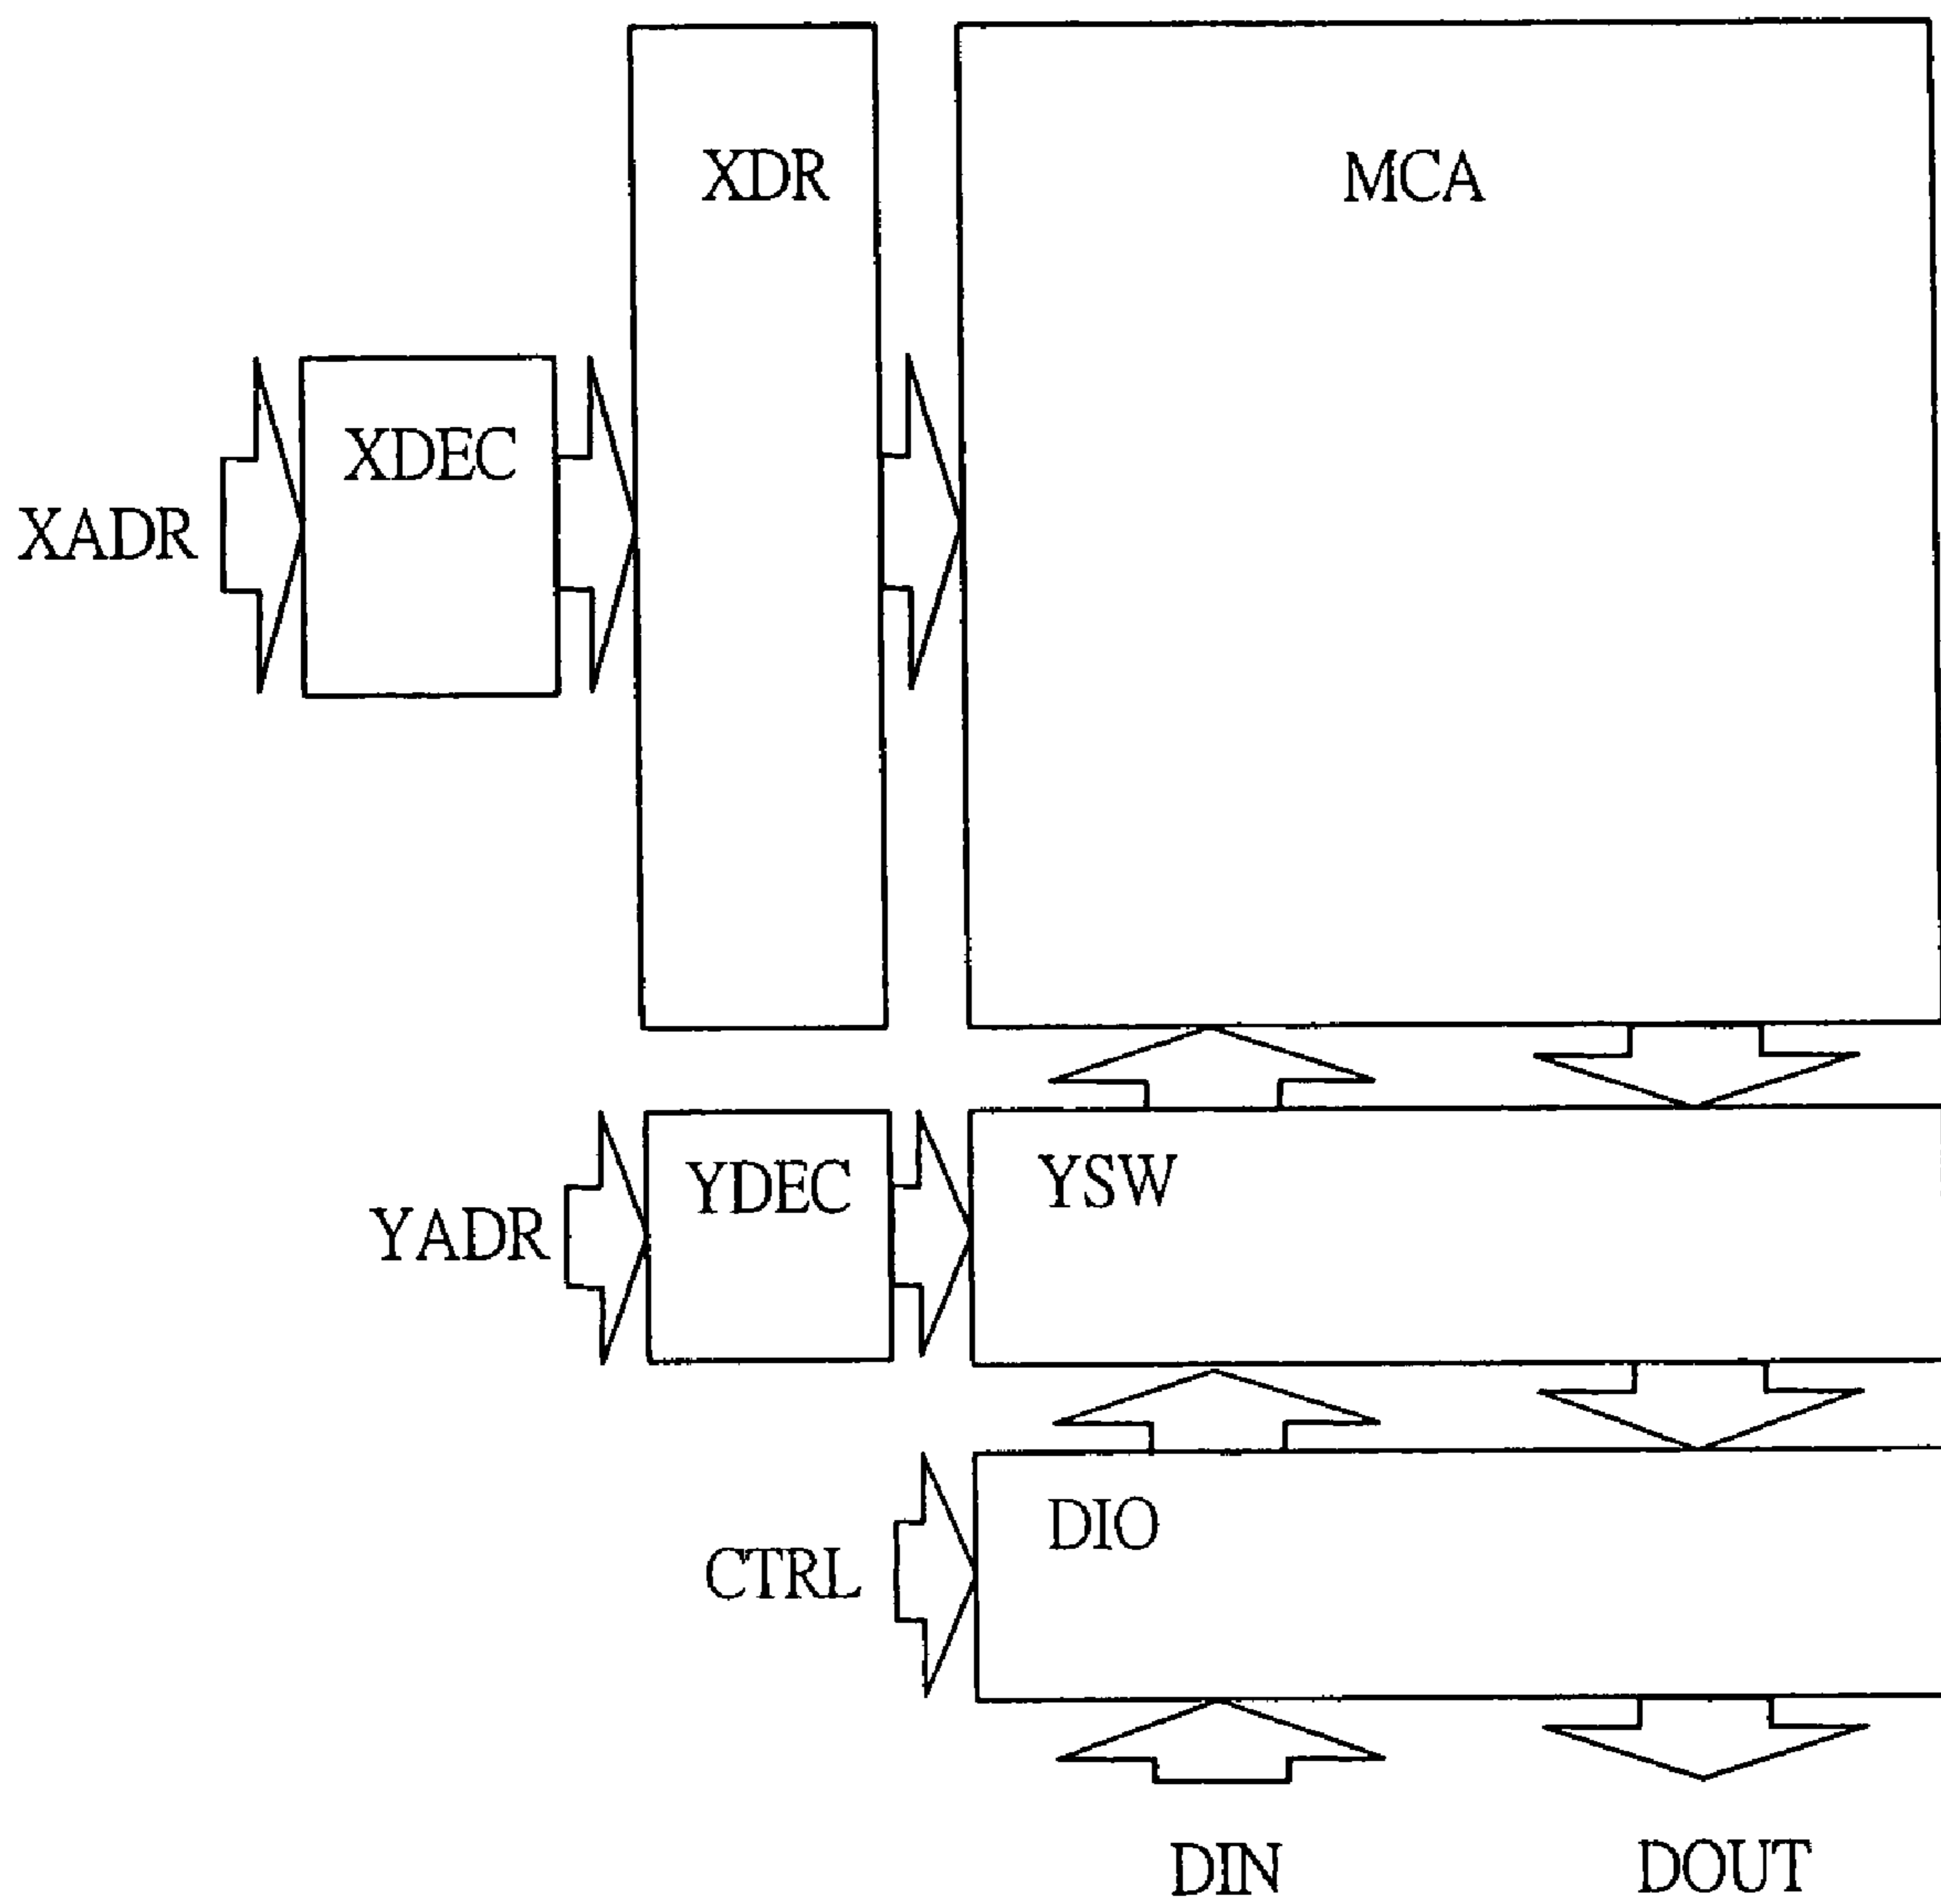 XDR
MCA
XDEC
XADR
YDEC
YSW
YADR
DIO
CTRL
DIN
DOUT